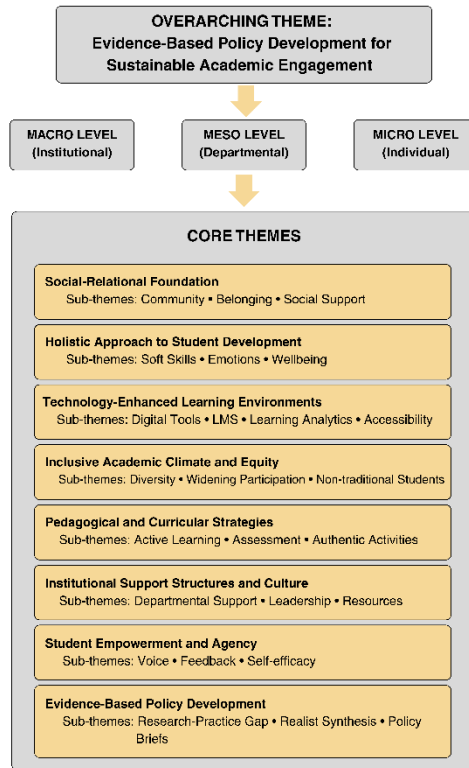 OVERARCHING THEME:
Evidence-Based Policy Development for
Sustainable Academic Engagement
MACRO LEVEL
(Institutional)
MESO LEVEL
(Departmental)
MICRO LEVEL
(Individual)
CORE THEMES
Social-Relational Foundation
Sub-themes: Community • Belonging • Social Support
Holistic Approach to Student Development
Sub-themes: Soft Skills • Emotions • Wellbeing
Technology-Enhanced Learning Environments
Sub-themes: Digital Tools • LMS • Learning Analytics • Accessibility
Inclusive Academic Climate and Equity
Sub-themes: Diversity • Widening Participation • Non-traditional Students
Pedagogical and Curricular Strategies
Sub-themes: Active Learning • Assessment • Authentic Activities
Institutional Support Structures and Culture
Sub-themes: Departmental Support • Leadership • Resources
Student Empowerment and Agency
Sub-themes: Voice • Feedback • Self-efficacy
Evidence-Based Policy Development
Sub-themes: Research-Practice Gap • Realist Synthesis • Policy
Briefs